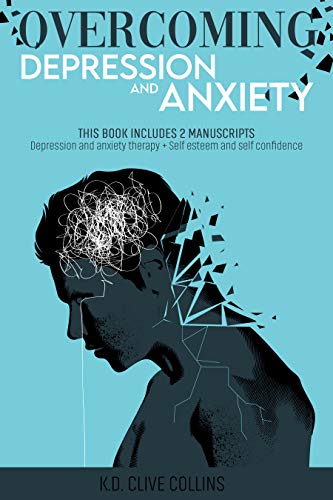 OVERCOMING
DEPRESSION
AND ANXIETY
THIS BOOK INCLUDES 2 MANUSCRIPTS
Depression and anxiety therapy + Self esteem and self confidence
K.D. CLIVE COLLINS